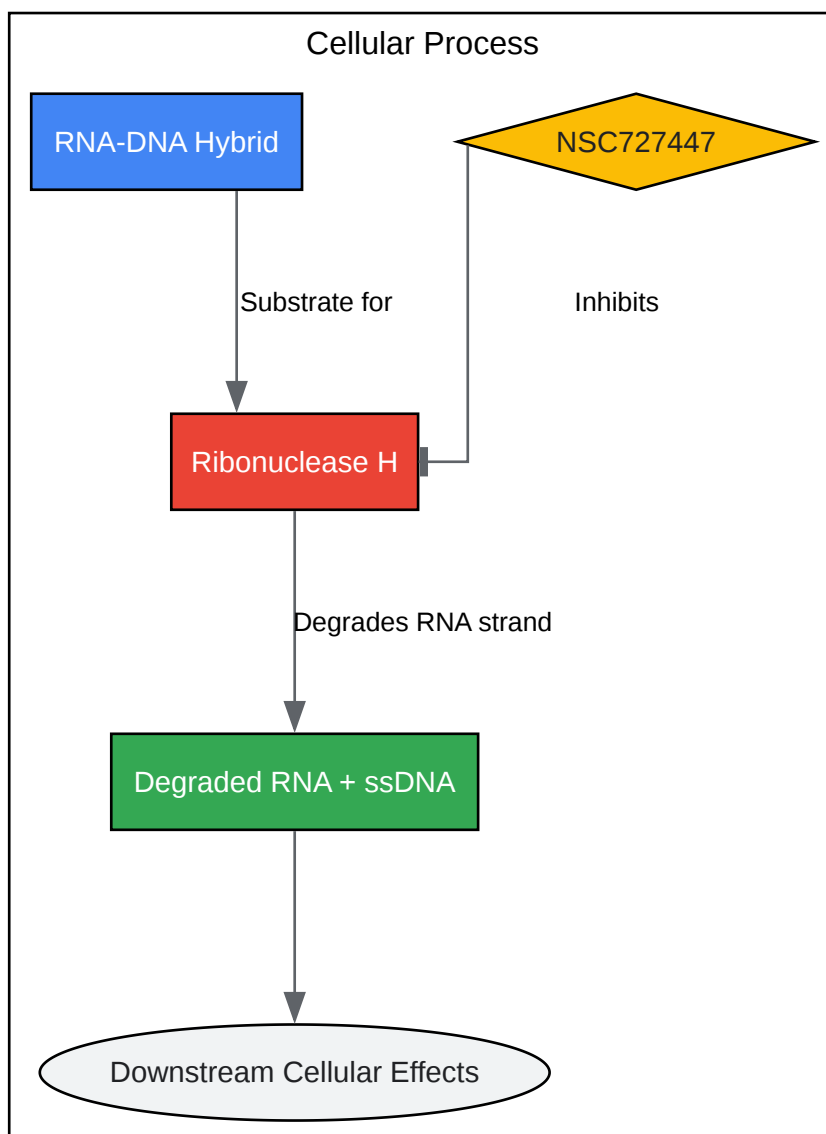 Cellular Process
RNA-DNA Hybrid
NSC727447
Substrate for
Inhibits
Ribonuclease H
Degrades RNA strand
Degraded RNA + ssDNA
Downstream Cellular Effects